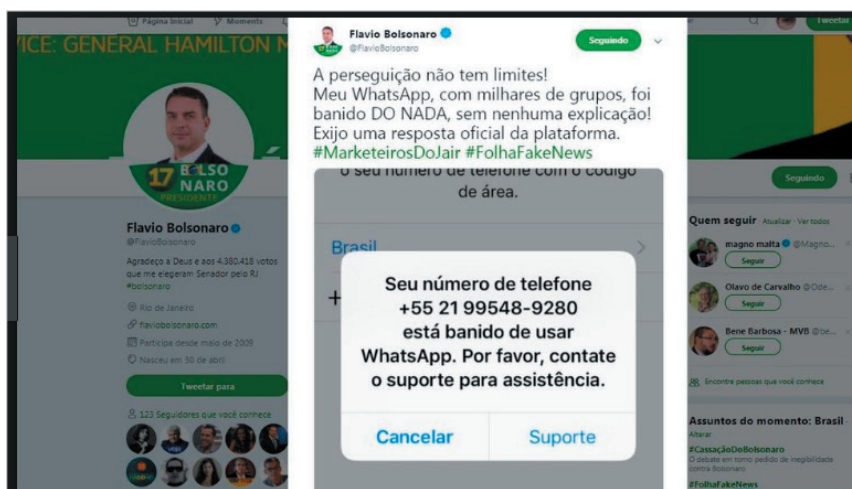 Página Inicial
Moments
Tweetar
VICE: GENERAL HAMILTON M
17 BOLSO
NARO
PRESIDENTE
Flavio Bolsonaro
@FlavioBolsonaro
Agradeço a Deus e aos 4.380.418 votos
que me elegeram Senador pelo RJ
#bolsonaro
Rio de Janeiro
flaviobolsonaro.com
Participa desde maio de 2009
Nasceu em 30 de abril
Tweetar para
123 Seguidores que você conhece
Flavio Bolsonaro
@FlavioBolsonaro
Seguindo
A perseguição não tem limites!
Meu WhatsApp, com milhares de grupos, foi
banido DO NADA, sem nenhuma explicação!
Exijo uma resposta oficial da plataforma.
#MarketeirosDoJair #FolhaFakeNews
o seu número de telefone com o código
de área.
Brasil
+
Seu número de telefone
+55 21 99548-9280
está banido de usar
WhatsApp. Por favor, contate
o suporte para assistência.
Cancelar
Suporte
Seguindo
Quem seguir Atualizar · Ver todos
magno malta @Magno...
Seguir
Olavo de Carvalho @Ode...
Seguir
Bene Barbosa - MVB @be...
Seguir
Encontre pessoas que você conhece
Assuntos do momento: Brasil ·
Alterar
#CassaçãoDoBolsonaro
O debate em torno pedido de inegibilidade
contra Bolsonaro
#FolhaFakeNews